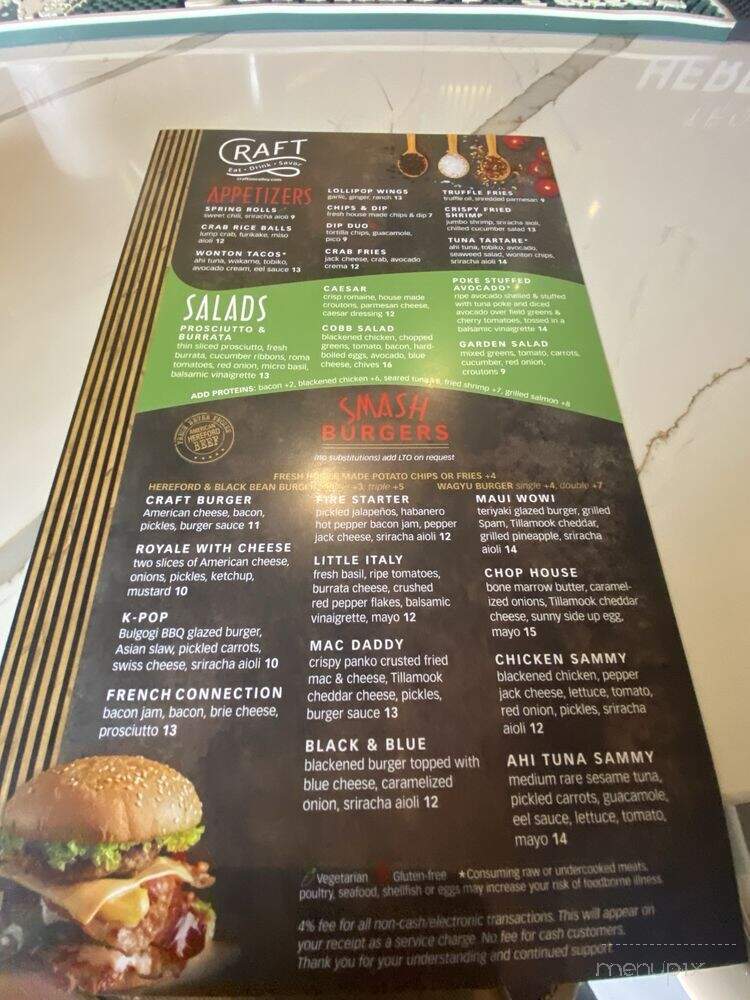 CRAFT
Eat • Drink • Savor
APPETIZERS
SPRING ROLLS
sweet chili, sriracha aioli 9
CRAB RICE BALLS
lump crab, furikake, miso
aioli 12
WONTON TACOS*
ahi tuna, wakame, tobiko,
avocado cream, eel sauce 13
LOLLIPOP WINGS
garlic, ginger, ranch 13
CHIPS & DIP
fresh house made chips & dip 7
DIP DUO
tortilla chips, guacamole,
pico 9
CRAB FRIES
jack cheese, crab, avocado
crema 12
TRUFFLE FRIES
truffle oil, shredded parmesan 9
CRISPY FRIED
SHRIMP
jumbo shrimp, sriracha aioli,
chilled cucumber salad 13
TUNA TARTARE*
ahi tuna, tobiko, avocado,
seaweed salad, wonton chips,
sriracha aioli 14
SALADS
PROSCIUTTO &
BURRATA
thin sliced prosciutto, fresh
burrata, cucumber ribbons, roma
tomatoes, red onion, micro basil,
balsamic vinaigrette 13
CAESAR
crisp romaine, house made
croutons, parmesan cheese,
caesar dressing 12
COBB SALAD
blackened chicken, chopped
greens, tomato, bacon, hard-
boiled eggs, avocado, blue
cheese, chives 16
POKE STUFFED
AVOCADO*
ripe avocado shelled & stuffed
with tuna poke and diced
avocado over field greens &
cherry tomatoes, tossed in a
balsamic vinaigrette 14
GARDEN SALAD
mixed greens, tomato, carrots,
cucumber, red onion,
croutons 9
ADD PROTEINS: bacon +2, blackened chicken +6, seared tuna +8, fried shrimp +7, grilled salmon +8
FRESH NEVER FROZEN
AMERICAN
HEREFORD
BEEF
SMASH
BURGERS
(no substitutions) add LTO on request
FRESH HOUSE MADE POTATO CHIPS OR FRIES +4
HEREFORD & BLACK BEAN BURGER +3, triple +5 WAGYU BURGER single +4, double +7
CRAFT BURGER
American cheese, bacon,
pickles, burger sauce 11
ROYALE WITH CHEESE
two slices of American cheese,
onions, pickles, ketchup,
mustard 10
K-POP
Bulgogi BBQ glazed burger,
Asian slaw, pickled carrots,
swiss cheese, sriracha aioli 10
FRENCH CONNECTION
bacon jam, bacon, brie cheese,
prosciutto 13
FIRE STARTER
pickled jalapeños, habanero
hot pepper bacon jam, pepper
jack cheese, sriracha aioli 12
LITTLE ITALY
fresh basil, ripe tomatoes,
burrata cheese, crushed
red pepper flakes, balsamic
vinaigrette, mayo 12
MAC DADDY
crispy panko crusted fried
mac & cheese, Tillamook
cheddar cheese, pickles,
burger sauce 13
BLACK & BLUE
blackened burger topped with
blue cheese, caramelized
onion, sriracha aioli 12
MAUI WOWI
teriyaki glazed burger, grilled
Spam, Tillamook cheddar,
grilled pineapple, sriracha
aioli 14
CHOP HOUSE
bone marrow butter, caramel-
ized onions, Tillamook cheddar
cheese, sunny side up egg,
mayo 15
CHICKEN SAMMY
blackened chicken, pepper
jack cheese, lettuce, tomato,
red onion, pickles, sriracha
aioli 12
AHI TUNA SAMMY
medium rare sesame tuna,
pickled carrots, guacamole,
eel sauce, lettuce, tomato,
mayo 14
Vegetarian Gluten-free *Consuming raw or undercooked meats,
poultry, seafood, shellfish or eggs may increase your risk of foodborne illness.
4% fee for all non-cash/electronic transactions. This will appear on
your receipt as a service charge. No fee for cash customers.
Thank you for your understanding and continued support
menupix